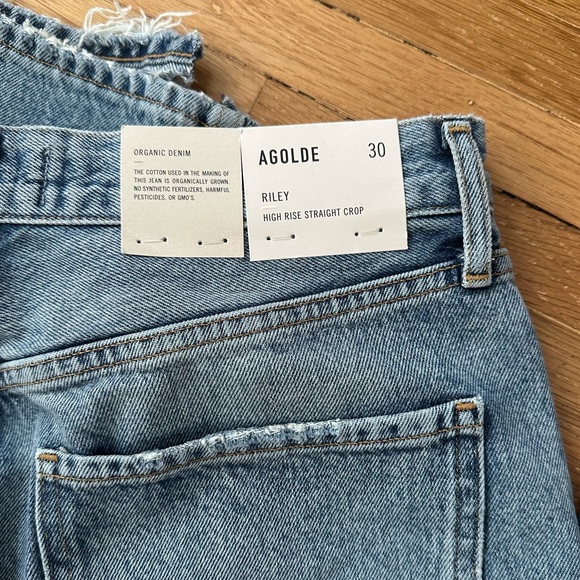 ORGANIC DENIM
THE COTTON USED IN THE MAKING OF
THIS JEAN IS ORGANICALLY GROWN.
NO SYNTHETIC FERTILIZERS, HARMFUL
PESTICIDES, OR GMO'S.
AGOLDE 30
RILEY
HIGH RISE STRAIGHT CROP